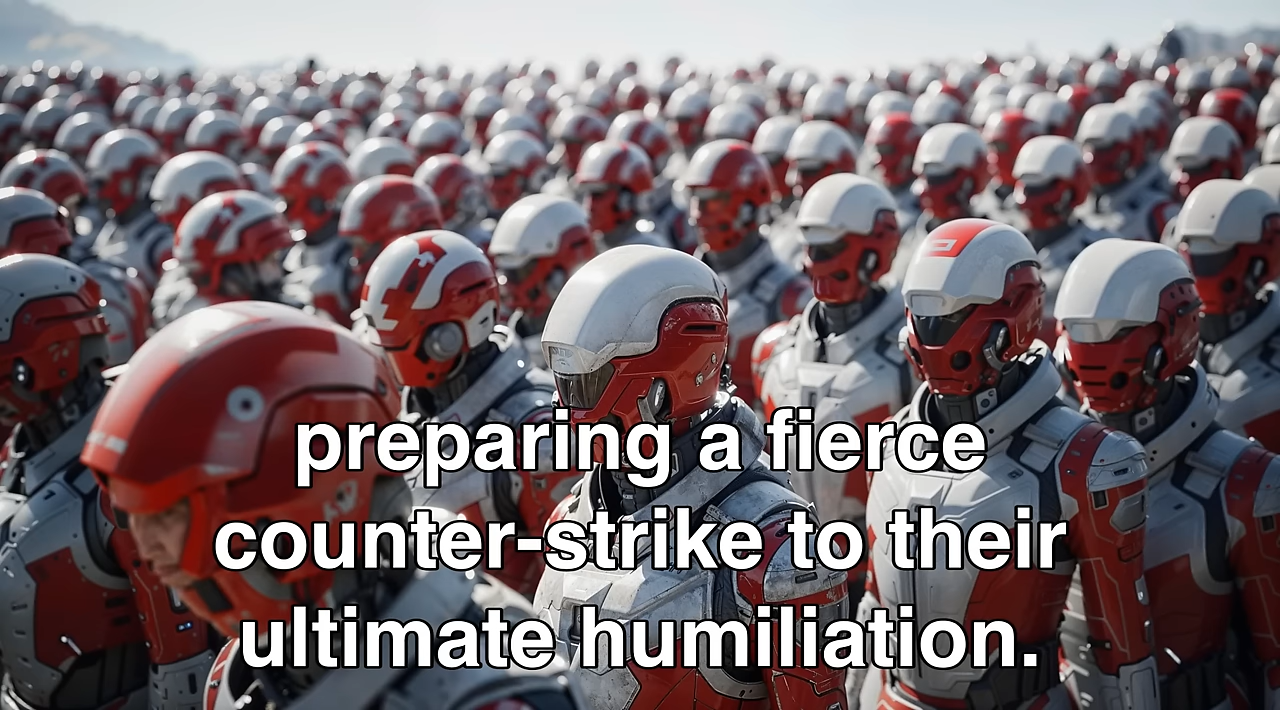 preparing a fierce
counter-strike to their
ultimate humiliation.